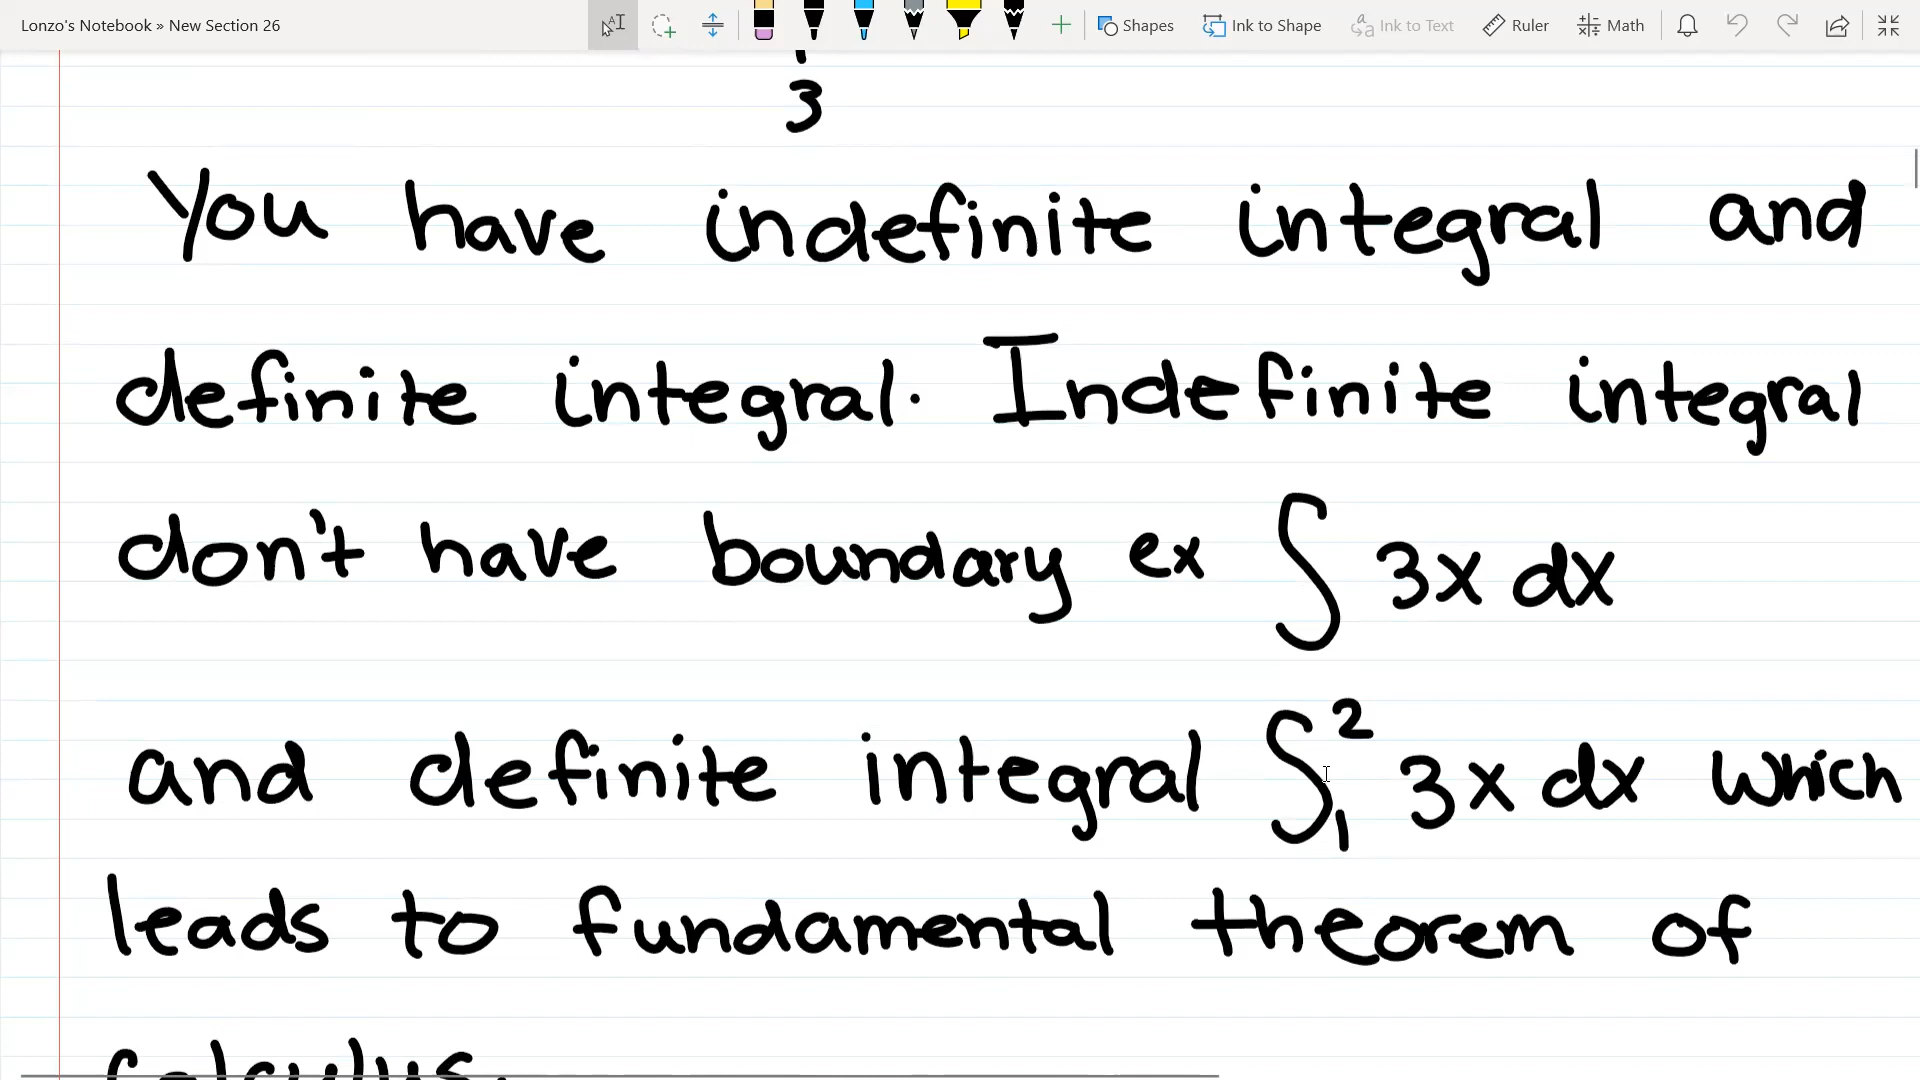 Lonzo's Notebook » New Section 26
Shapes Ink to Shape Ink to Text Ruler Math
3
You have indefinite integral and
definite integral. Indefinite integral
don't have boundary ex ∫ 3x dx
and definite integral ∫₁² 3x dx which
leads to fundamental theorem of
calculus.